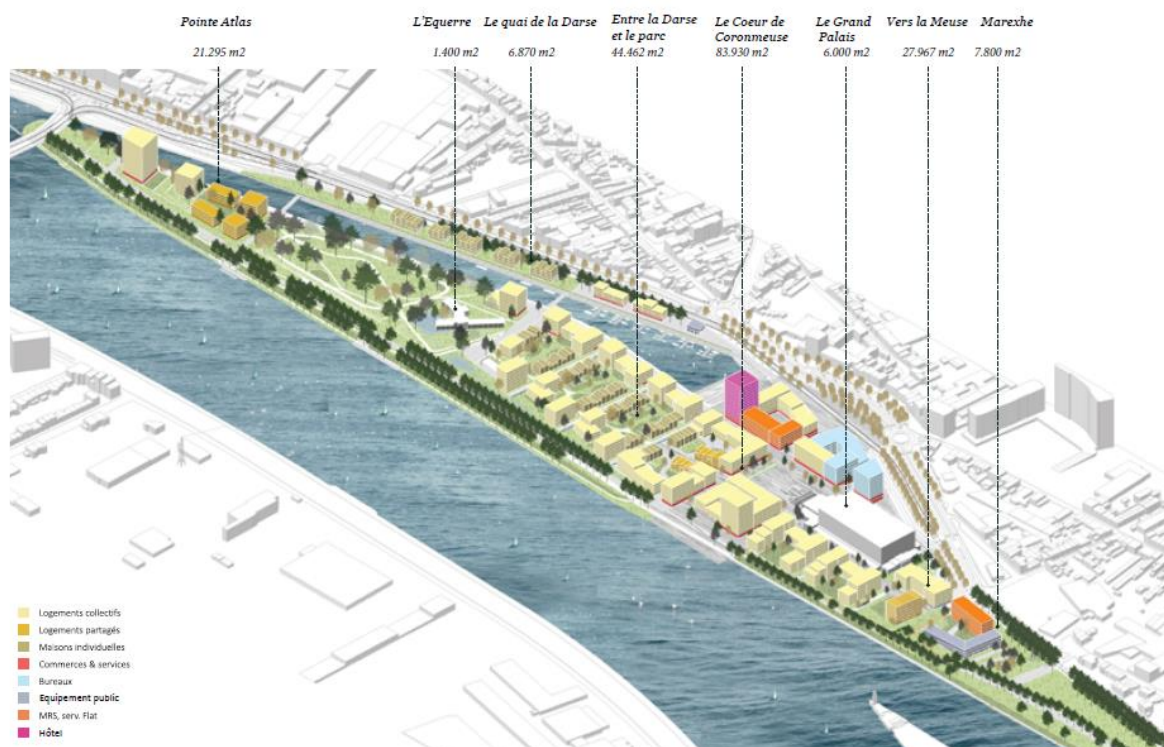 Pointe Atlas
21.295 m2
L'Equerre
1.400 m2
Le quai de la Darse
6.870 m2
Entre la Darse
et le parc
44.462 m2
Le Coeur de
Coronmeuse
83.930 m2
Le Grand
Palais
6.000 m2
Vers la Meuse
27.967 m2
Marexhe
7.800 m2
Logements collectifs
Logements partagés
Maisons individuelles
Commerces & services
Bureaux
Equipement public
MRS, serv. Flat
Hôtel